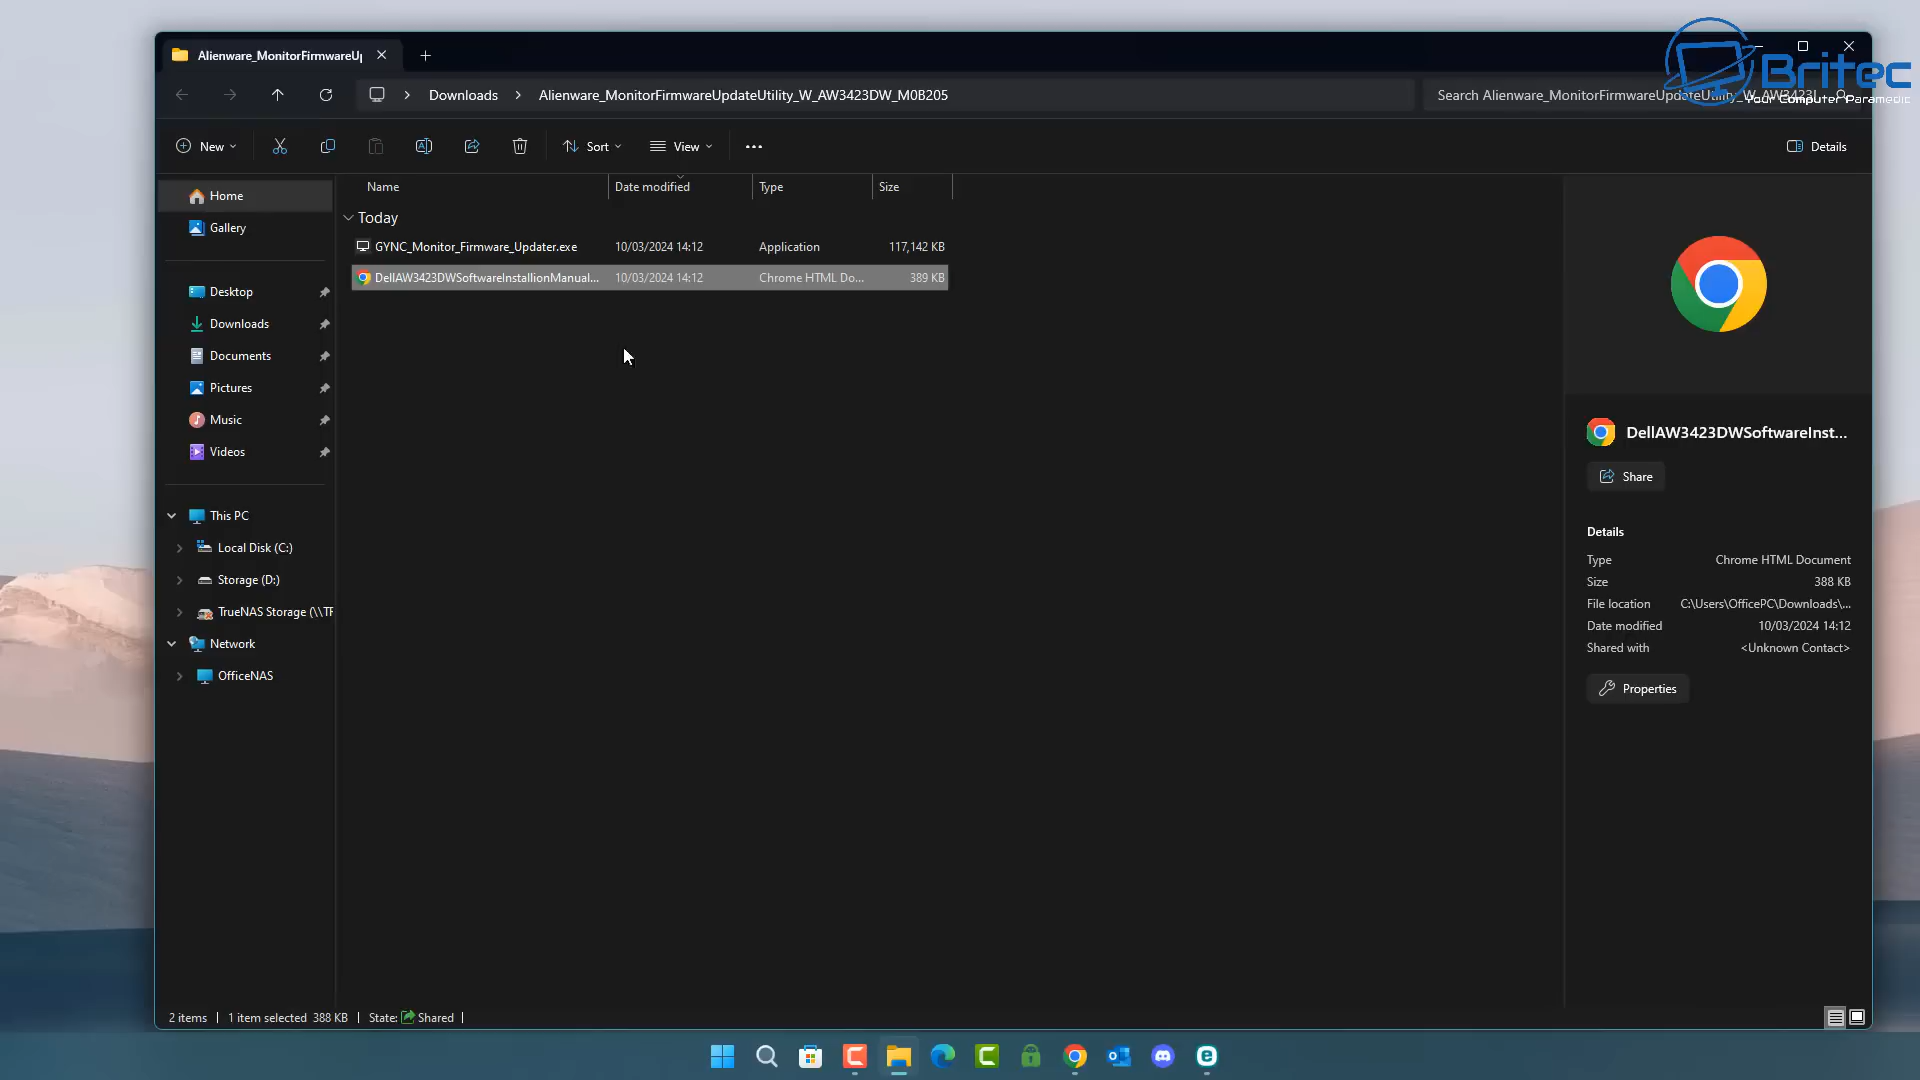 Alienware_MonitorFirmwareUp
Britec
Your Computer Paramedic
Downloads > Alienware_MonitorFirmwareUpdateUtility_W_AW3423DW_M0B205
Search Alienware_MonitorFirmwareUpdateUtility_W_AW3423
New
Sort
View
Details
Name Date modified Type Size
Today
GYNC_Monitor_Firmware_Updater.exe 10/03/2024 14:12 Application 117,142 KB
DellAW3423DWSoftwareInstallionManual... 10/03/2024 14:12 Chrome HTML Do... 389 KB
Home
Gallery
Desktop
Downloads
Documents
Pictures
Music
Videos
This PC
Local Disk (C:)
Storage (D:)
TrueNAS Storage (\\TF
Network
OfficeNAS
DellAW3423DWSoftwareInst...
Share
Details
Type Chrome HTML Document
Size 388 KB
File location C:\Users\OfficePC\Downloads\...
Date modified 10/03/2024 14:12
Shared with <Unknown Contact>
Properties
2 items | 1 item selected 388 KB | State: Shared |